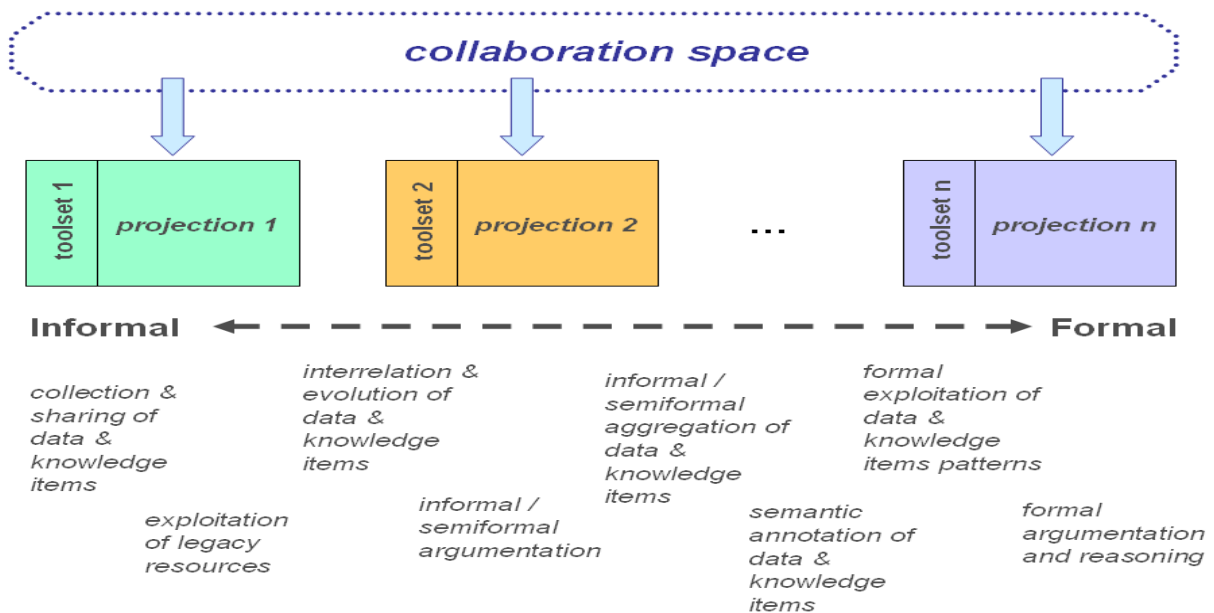 collaboration space
toolset 1
projection 1
toolset 2
projection 2
...
toolset n
projection n
Informal
Formal
collection &
sharing of
data &
knowledge
items
exploitation
of legacy
resources
interrelation &
evolution of
data &
knowledge
items
informal /
semiformal
argumentation
informal /
semiformal
aggregation of
data &
knowledge
items
semantic
annotation of
data &
knowledge
items
formal
exploitation of
data &
knowledge
items patterns
formal
argumentation
and reasoning